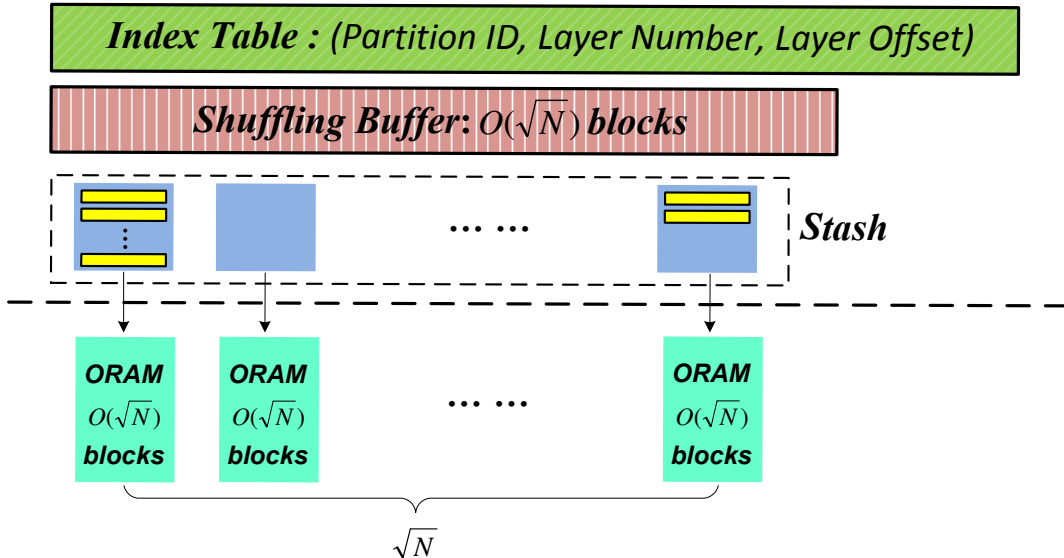 Index Table : (Partition ID, Layer Number, Layer Offset)
Shuffling Buffer: O(√N) blocks
⋮
... ...
Stash
ORAM O(√N) blocks
ORAM O(√N) blocks
... ...
ORAM O(√N) blocks
√N